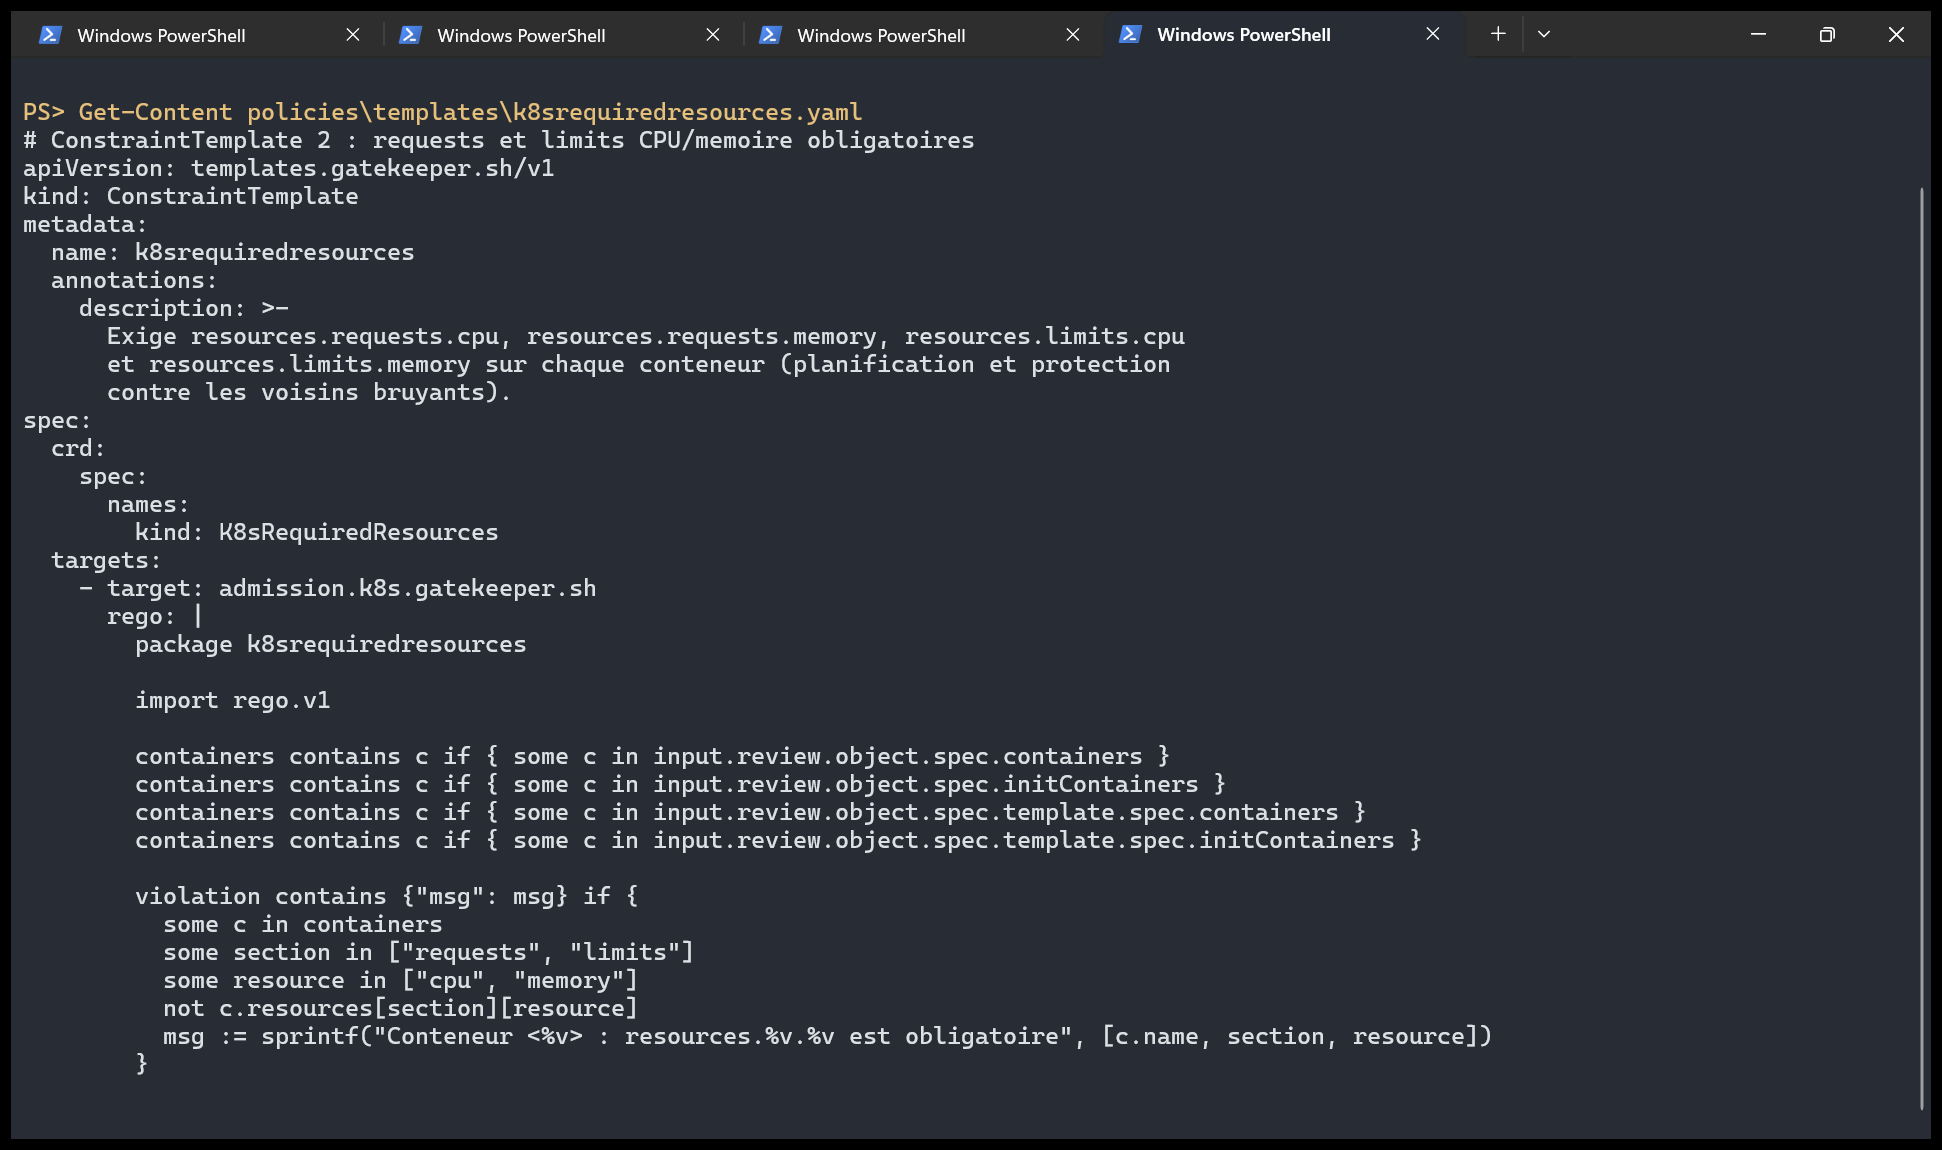 Windows PowerShell
Windows PowerShell
Windows PowerShell
Windows PowerShell
PS> Get-Content policies\templates\k8srequiredresources.yaml
# ConstraintTemplate 2 : requests et limits CPU/memoire obligatoires
apiVersion: templates.gatekeeper.sh/v1
kind: ConstraintTemplate
metadata:
  name: k8srequiredresources
  annotations:
    description: >-
      Exige resources.requests.cpu, resources.requests.memory, resources.limits.cpu
      et resources.limits.memory sur chaque conteneur (planification et protection
      contre les voisins bruyants).
spec:
  crd:
    spec:
      names:
        kind: K8sRequiredResources
  targets:
    - target: admission.k8s.gatekeeper.sh
      rego: |
        package k8srequiredresources

        import rego.v1

        containers contains c if { some c in input.review.object.spec.containers }
        containers contains c if { some c in input.review.object.spec.initContainers }
        containers contains c if { some c in input.review.object.spec.template.spec.containers }
        containers contains c if { some c in input.review.object.spec.template.spec.initContainers }

        violation contains {"msg": msg} if {
          some c in containers
          some section in ["requests", "limits"]
          some resource in ["cpu", "memory"]
          not c.resources[section][resource]
          msg := sprintf("Conteneur <%v> : resources.%v.%v est obligatoire", [c.name, section, resource])
        }